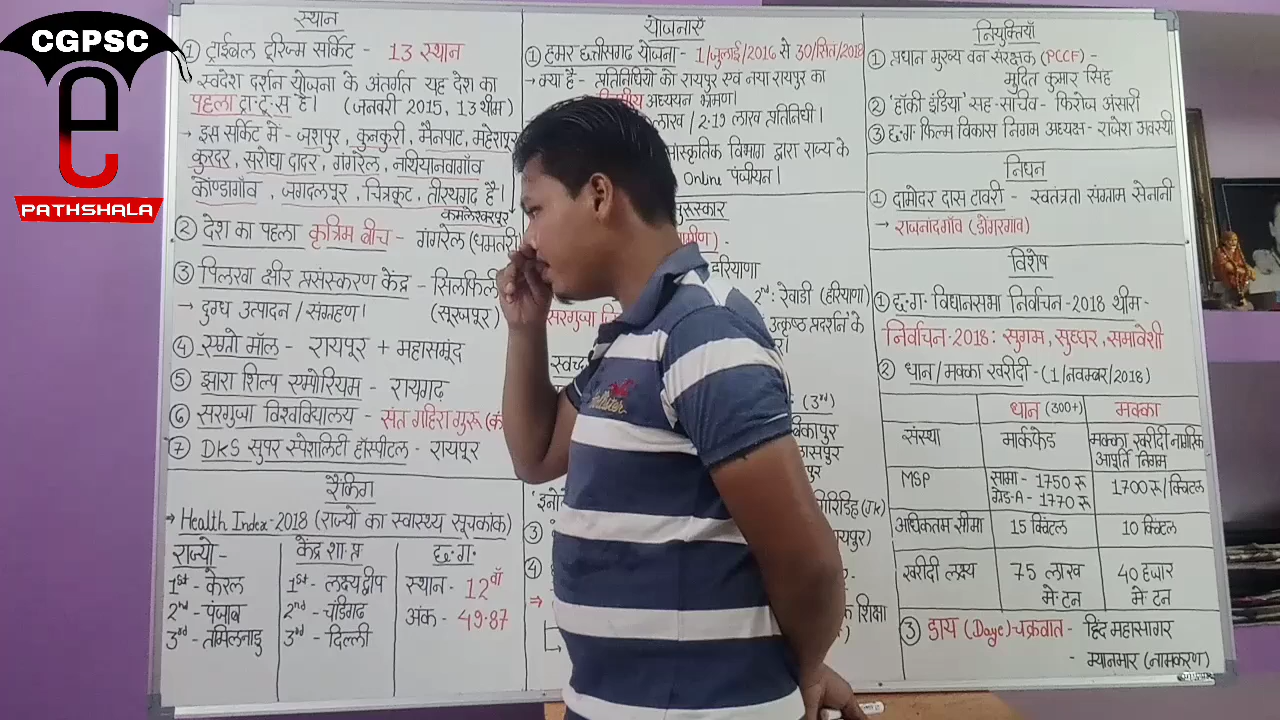 CGPSC
PATHSHALA
स्थान
① ट्राईबल टूरिज्म सर्किट - 13 स्थान
→ स्वदेश दर्शन योजना के अंतर्गत यह देश का
पहला ट्रा.टू.स है। (जनवरी 2015, 13 थीम)
→ इस सर्किट में - जशपुर, कुनकुरी, मैनपाट, महेशपुर
कुरदर, सरोधा दादर, गंगरेल, नथियानवागाँव
कोण्डागाँव, जगदलपूर, चित्रकूट, तीरथगढ़ है।
कमलेश्वरपुर
② देश का पहला कृत्रिम बीच - गंगरेल (धमतरी)
③ पिलखा क्षीर प्रसंस्करण केंद्र - सिलफिली
→ दुग्ध उत्पादन / संग्रहण। (सूरजपूर)
④ एग्रो मॉल - रायपूर + महासमूंद
⑤ झारा शिल्प एम्पोरियम - रायगढ़
⑥ सरगुजा विश्वविद्यालय - संत गहिरा गुरू
⑦ DKS सुपर स्पेशलिटी हॉस्पीटल - रायपूर
रैंकिंग
→ Health Index-2018 (राज्यो का स्वास्थ्य सूचकांक)
राज्यो -
1st - केरल
2nd - पंजाब
3rd - तमिलनाडु
केंद्र शा.प्र.
1st - लक्ष्यद्वीप
2nd - चंडिगढ
3rd - दिल्ली
छ.ग.
स्थान - 12वाँ
अंक - 49.87
योजनाएँ
① हमर छत्तीसगढ योजना - 1/जुलाई/2016 से 30/सितं/2018
→ क्या है - प्रतिनिधियो को रायपुर एवं नया रायपुर का
अध्ययन भ्रमण।
लाख / 2.19 लाख प्रतिनिधी।
सांस्कृतिक विभाग द्वारा राज्य के
Online पंजीयन।
पुरस्कार
हरियाणा
2nd: रेवाडी (हरियाणा)
उत्कृष्ठ प्रदर्शन' के
(3rd)
③
④
शिक्षा
नियुक्तियाँ
① प्रधान मुख्य वन संरक्षक (PCCF) -
मुदित कुमार सिंह
② 'हॉकी इंडिया' सह-सचिव - फिरोज अंसारी
③ छ.ग फिल्म विकास निगम अध्यक्ष - राजेश अवस्थी
निधन
① दामोदर दास टावरी - स्वतंत्रता संग्राम सेनानी
→ राजनांदगाँव (डोंगरगांव)
विशेष
① छ.ग. विधानसभा निर्वाचन-2018 थीम -
निर्वाचन-2018: सुगम, सुघ्घर, समावेशी
② धान/मक्का खरीदी - (1/नवम्बर/2018)
धान (300+) मक्का
संस्था मार्कफेड मक्का खरीदी नागरिक
आपूर्ति निगम
MSP सामा - 1750 रू 1700 रू/क्विंटल
ग्रेड-A - 1770 रू
अधिकतम सीमा 15 क्विंटल 10 क्विंटल
खरीदी लक्ष्य 75 लाख 40 हजार
मे. टन मे. टन
③ डाय (Daye)-चक्रवात - हिंद महासागर
- म्यानमार (नामकरण)